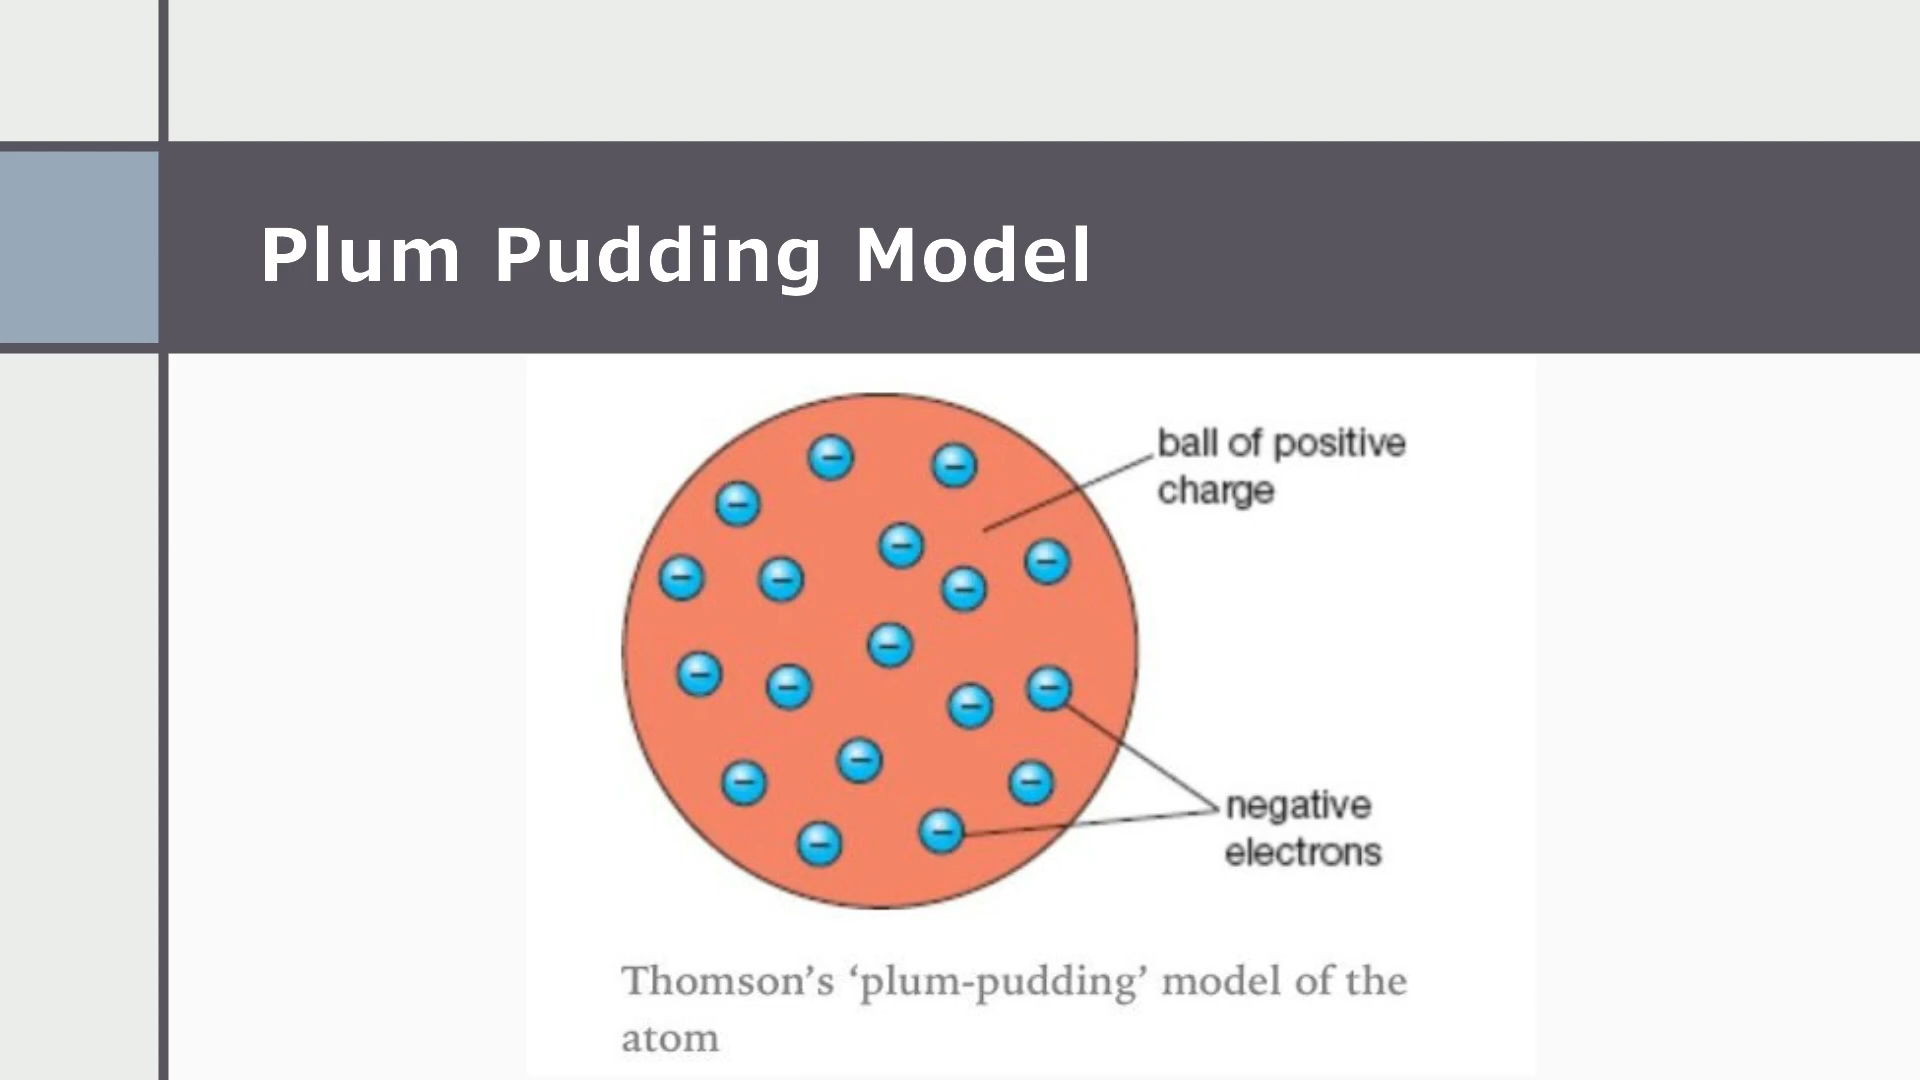 Plum Pudding Model
ball of positive
charge
negative
electrons
Thomson’s ‘plum-pudding’ model of the
atom